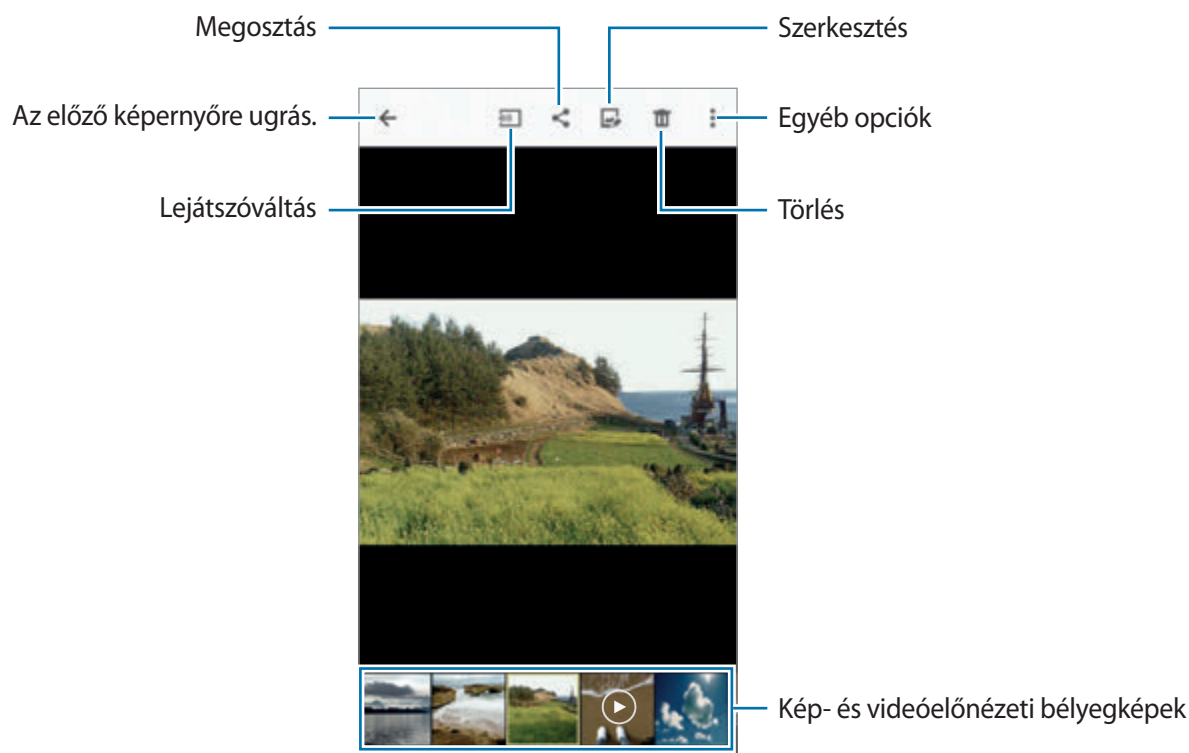 Megosztás
Szerkesztés
Az előző képernyőre ugrás.
Egyéb opciók
Lejátszóváltás
Törlés
Kép- és videóelőnézeti bélyegképek